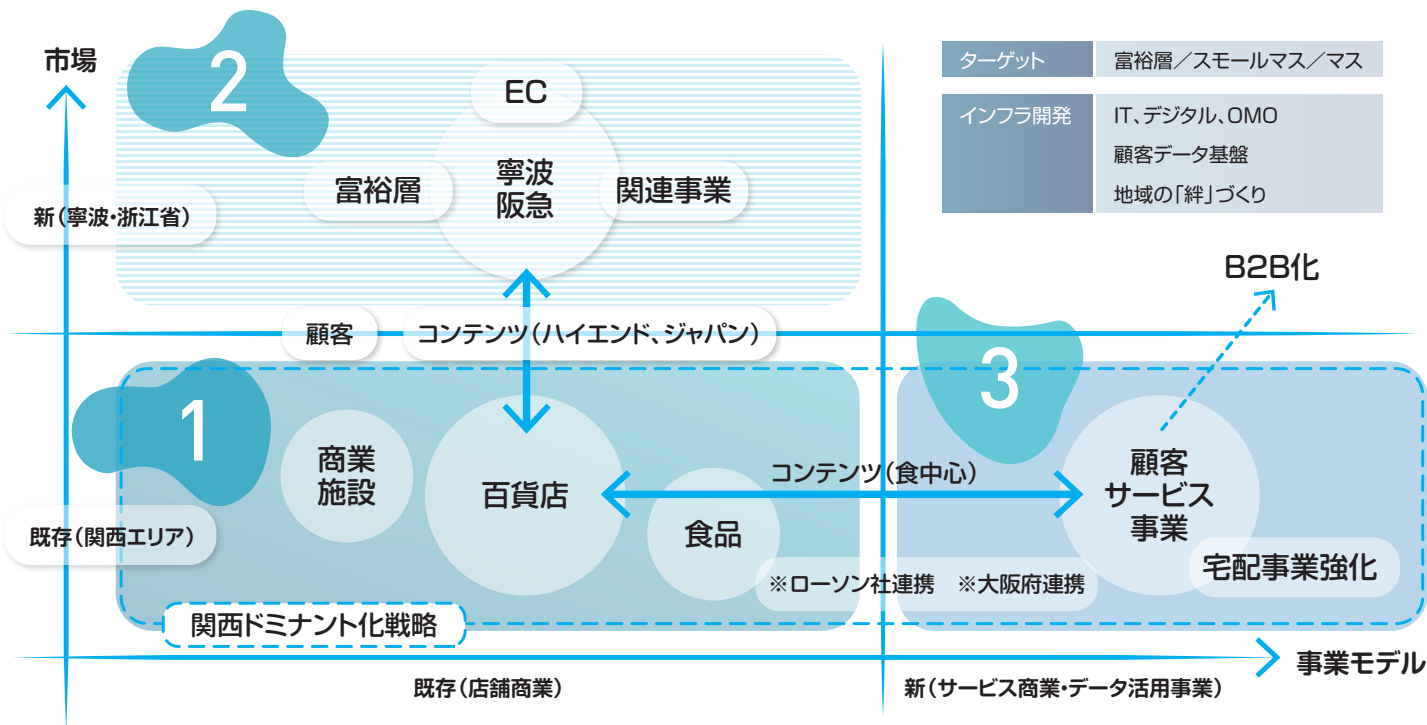 市場
2
EC
寧波
阪急
富裕層
関連事業
新(寧波・浙江省)
ターゲット
富裕層／スモールマス／マス
インフラ開発
IT、デジタル、OMO
顧客データ基盤
地域の「絆」づくり
B2B化
顧客
コンテンツ(ハイエンド、ジャパン)
1
商業
施設
百貨店
食品
コンテンツ(食中心)
3
顧客
サービス
事業
宅配事業強化
既存(関西エリア)
※ローソン社連携　※大阪府連携
関西ドミナント化戦略
事業モデル
既存(店舗商業)
新(サービス商業・データ活用事業)